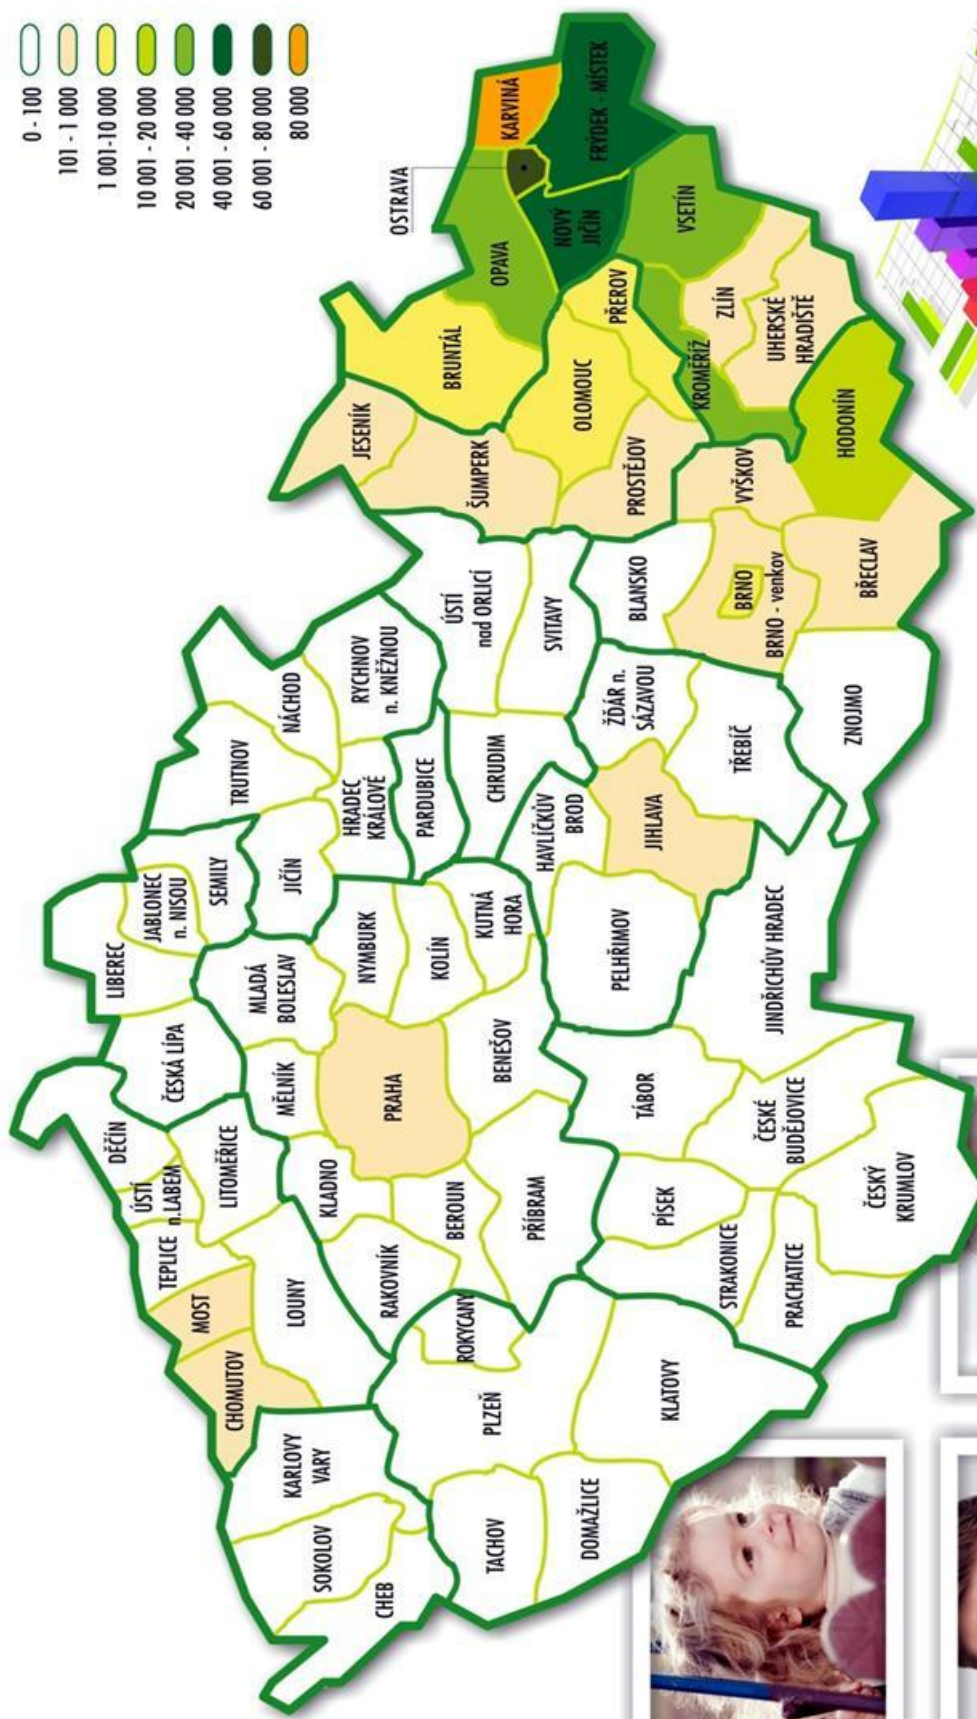 0 - 100
101 - 1 000
1 001-10 000
10 001 - 20 000
20 001 - 40 000
40 001 - 60 000
60 001 - 80 000
80 000
DĚČÍN
LIBEREC
ÚSTÍ
n.LABEM
TEPLICE
ČESKÁ LÍPA
JABLONEC
n. NISOU
MOST
LITOMĚŘICE
SEMILY
TRUTNOV
CHOMUTOV
MLADÁ
BOLESLAV
JIČÍN
NÁCHOD
LOUNY
MĚLNÍK
KARLOVY
VARY
KLADNO
NYMBURK
HRADEC
KRÁLOVÉ
RYCHNOV
n. KNĚŽNOU
JESENÍK
SOKOLOV
RAKOVNÍK
PRAHA
KOLÍN
PARDUBICE
BRUNTÁL
OSTRAVA
CHEB
BEROUN
ÚSTÍ
nad ORLICÍ
ŠUMPERK
OPAVA
KARVINÁ
ROKYCANY
KUTNÁ
HORA
CHRUDIM
PLZEŇ
BENEŠOV
TACHOV
PŘÍBRAM
HAVLÍČKŮV
BROD
SVITAVY
OLOMOUC
NOVÝ
JIČÍN
FRÝDEK - MÍSTEK
DOMAŽLICE
PELHŘIMOV
ŽĎÁR n.
SÁZAVOU
BLANSKO
PROSTĚJOV
PŘEROV
TÁBOR
JIHLAVA
PÍSEK
KLATOVY
VSETÍN
KROMĚŘÍŽ
STRAKONICE
TŘEBÍČ
BRNO
BRNO - venkov
VYŠKOV
ZLÍN
JINDŘICHŮV HRADEC
ČESKÉ
BUDĚJOVICE
UHERSKÉ
HRADIŠTĚ
PRACHATICE
ZNOJMO
HODONÍN
BŘECLAV
ČESKÝ
KRUMLOV